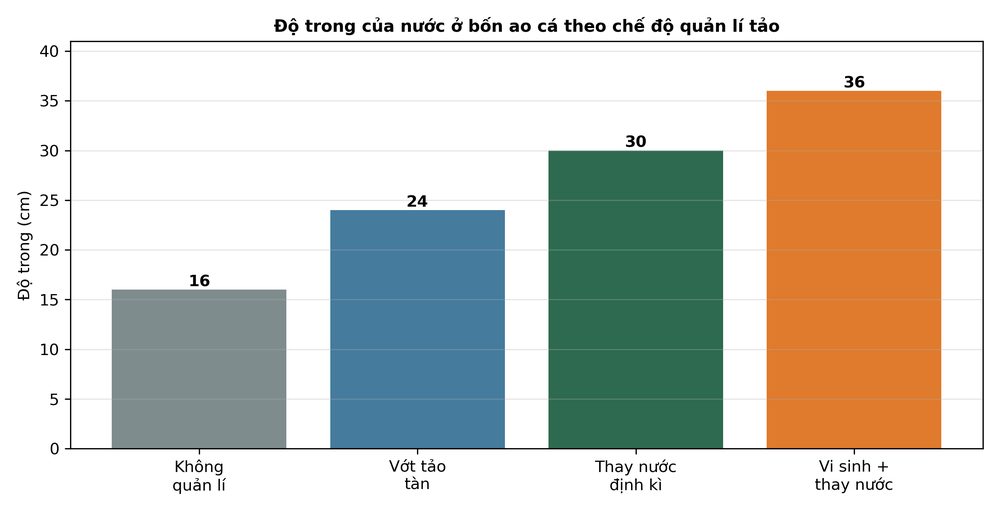 Độ trong của nước ở bốn ao cá theo chế độ quản lí tảo
Độ trong (cm)
40
35
30
25
20
15
10
5
0
16
24
30
36
Không
quản lí
Vớt tảo
tàn
Thay nước
định kì
Vi sinh +
thay nước